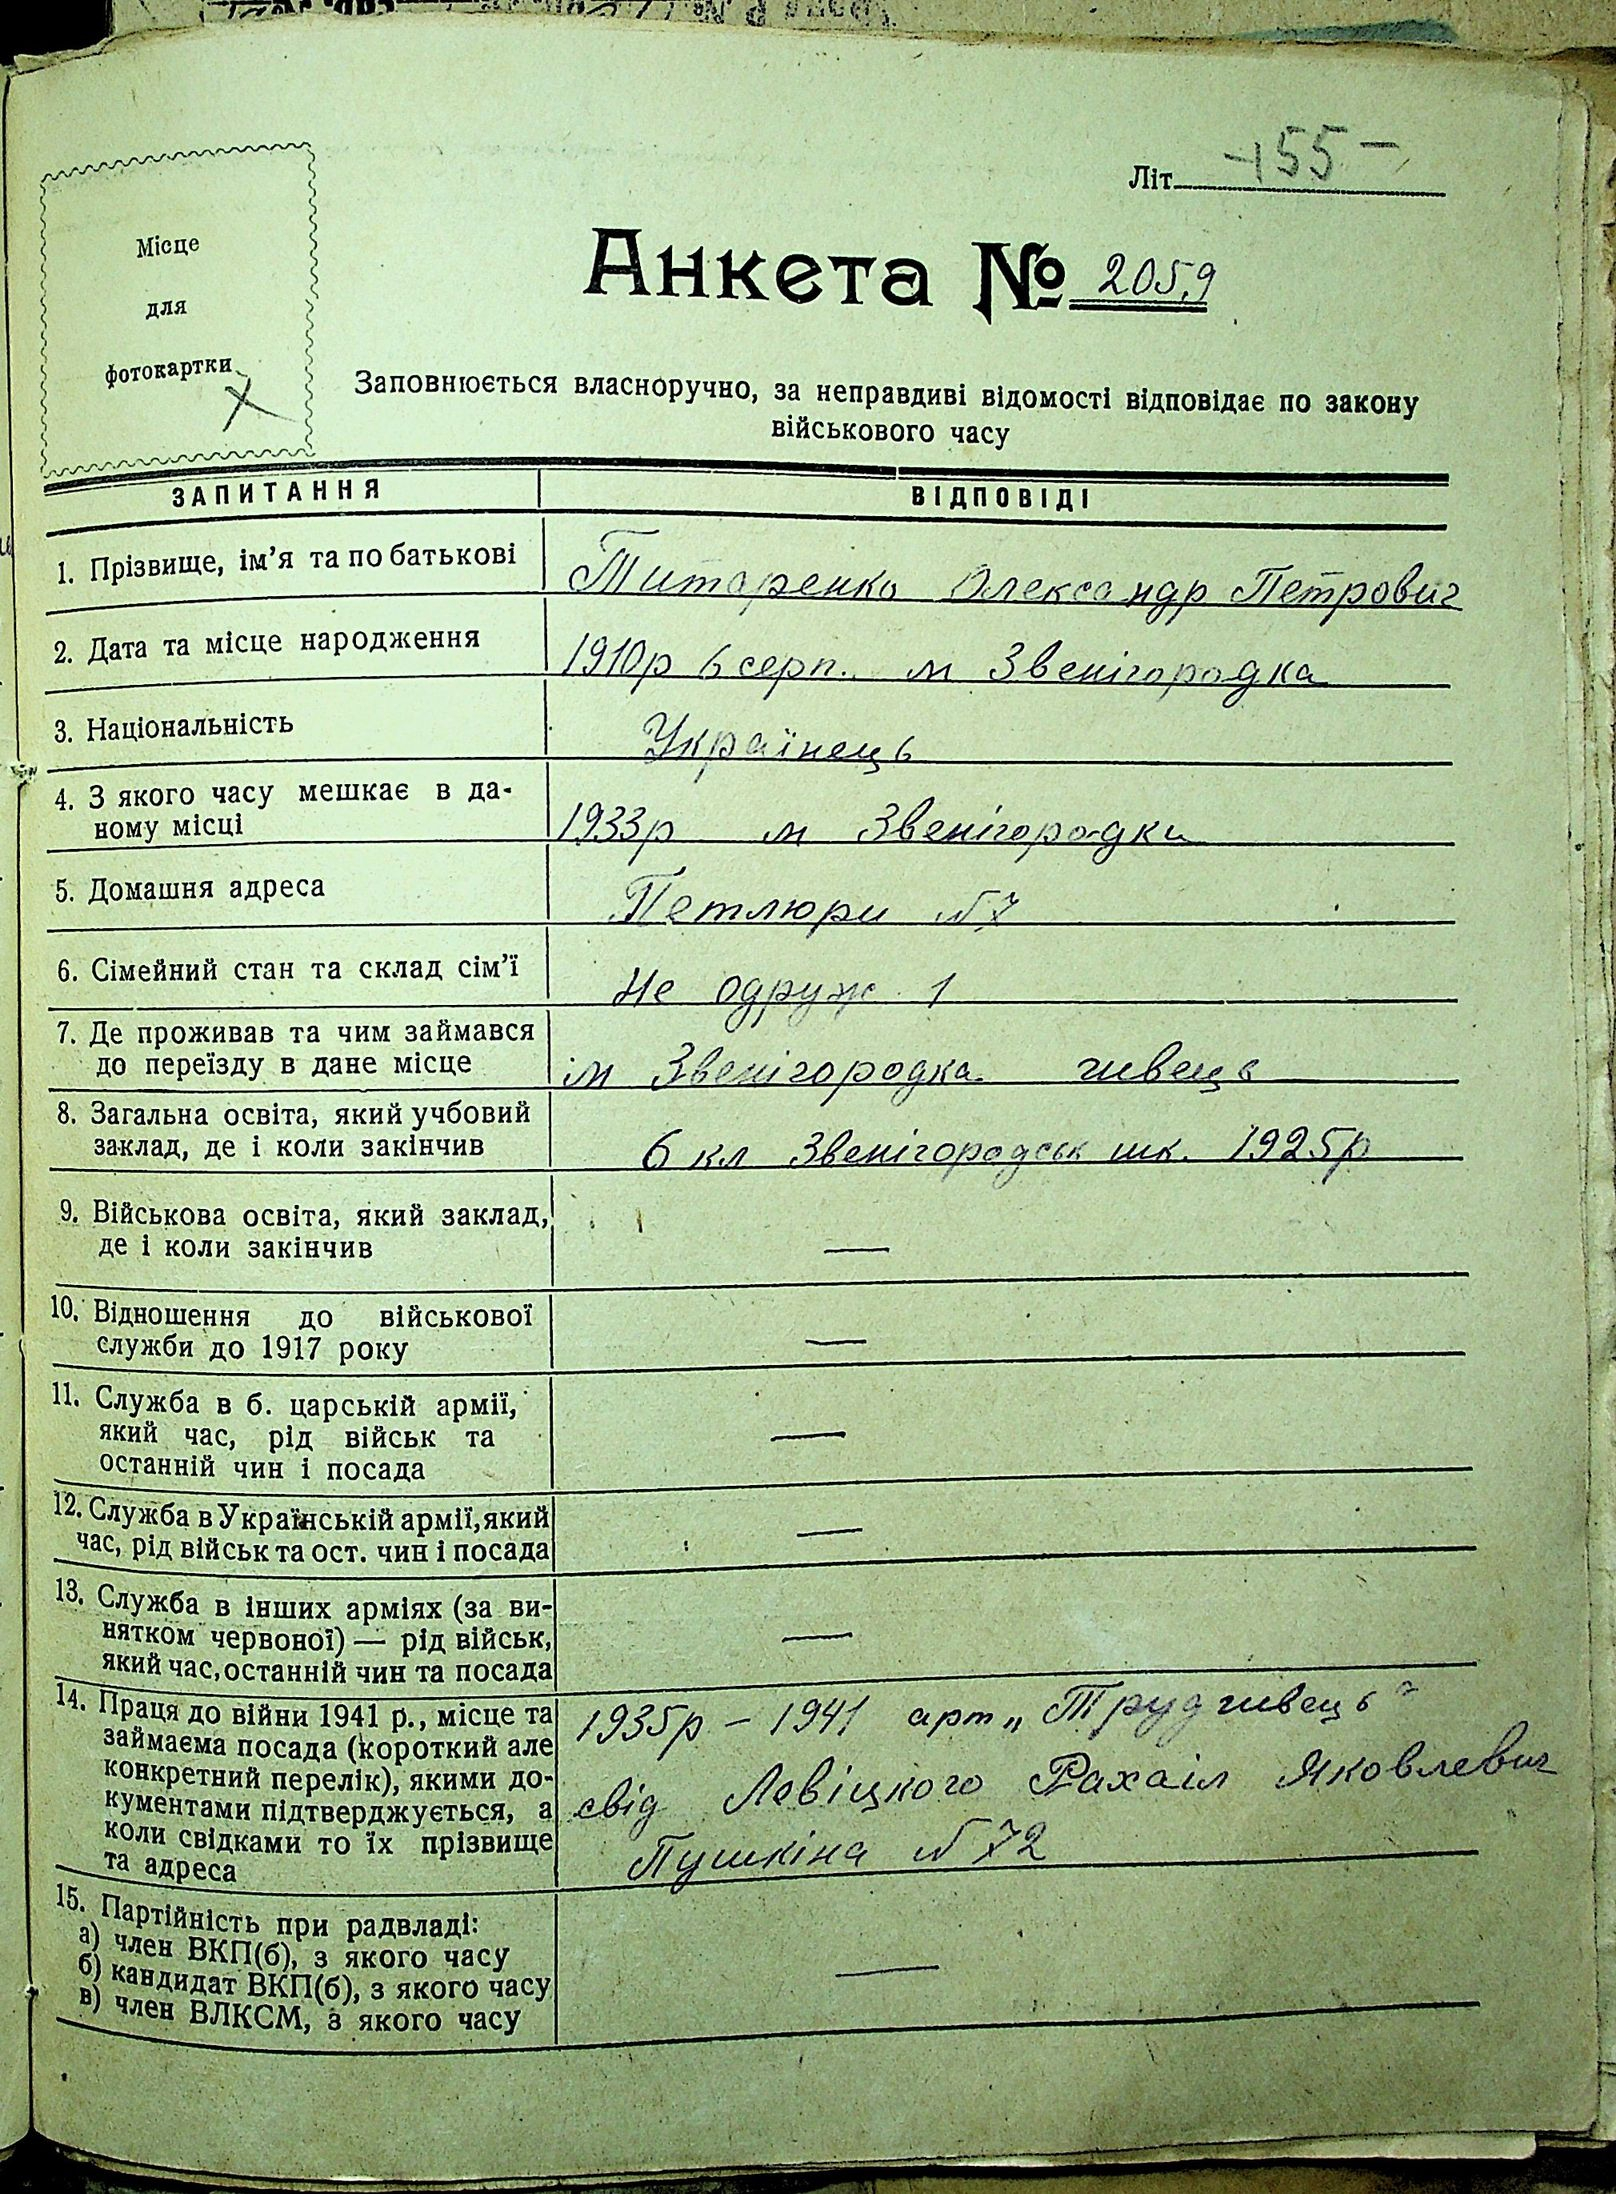 Літ. -155-
Місце
для
фотокартки
Анкета № 2059
Заповнюється власноручно, за неправдиві відомості відповідає по закону
військового часу
ЗАПИТАННЯ ВІДПОВІДІ
1. Прізвище, ім'я та по батькові Титаренко Олександр Петрович
2. Дата та місце народження 1910р 6 серп. м Звенігородка
3. Національність Українець
4. З якого часу мешкає в да-
ному місці 1933р м Звенігородки
5. Домашня адреса Петлюри N 7
6. Сімейний стан та склад сім'ї Не одруж 1
7. Де проживав та чим займався
до переїзду в дане місце м Звенігородка чивець
8. Загальна освіта, який учбовий
заклад, де і коли закінчив 6 кл Звенігородськ шк. 1925р
9. Військова освіта, який заклад,
де і коли закінчив —
10. Відношення до військової
служби до 1917 року —
11. Служба в б. царській армії,
який час, рід військ та
останній чин і посада —
12. Служба в Українській армії, який
час, рід військ та ост. чин і посада —
13. Служба в інших арміях (за ви-
нятком червоної) — рід військ,
який час, останній чин та посада —
14. Праця до війни 1941 р., місце та
займаєма посада (короткий але
конкретний перелік), якими до-
кументами підтверджується, а
коли свідками то їх прізвище
та адреса
1935р – 1941 арт „Труд чивець"
свід Левіцкого Рахаіл Яковлевич
Пушкіна N 72
15. Партійність при радвладі:
а) член ВКП(б), з якого часу
б) кандидат ВКП(б), з якого часу
в) член ВЛКСМ, з якого часу —